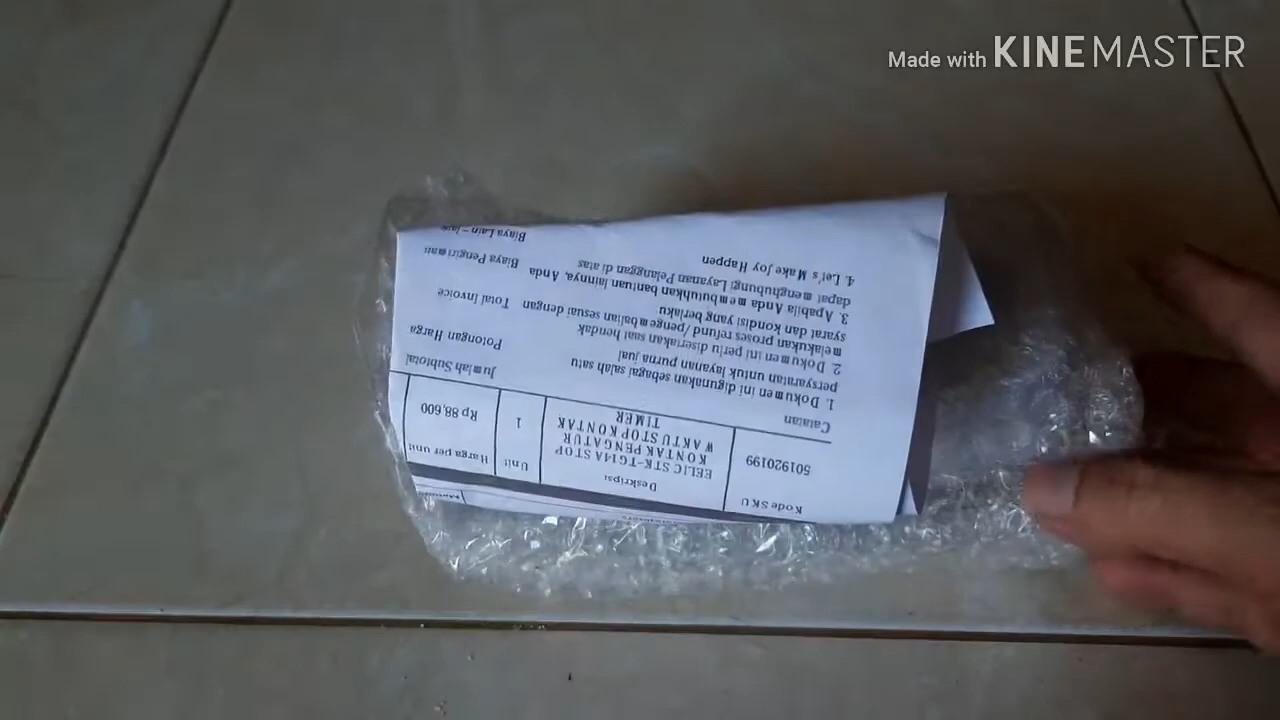 Made with KINEMASTER
Kode SKU Deskripsi Unit Harga per unit
501920199 EELIC STK-TG14A STOP KONTAK PENGATUR WAKTU STOP KONTAK TIMER 1 Rp 88,600
Catatan
1. Dokumen ini digunakan sebagai salah satu
persyaratan untuk layanan purna jual
2. Dokumen ini perlu disertakan saat hendak
melakukan proses refund /pengembalian sesuai dengan
syarat dan kondisi yang berlaku
3. Apabila Anda membutuhkan bantuan lainnya, Anda
dapat menghubungi Layanan Pelanggan di atas
4. Let's Make Joy Happen
Jumlah Subtotal
Potongan Harga
Total Invoice
Biaya Pengiriman
Biaya Lain - lain